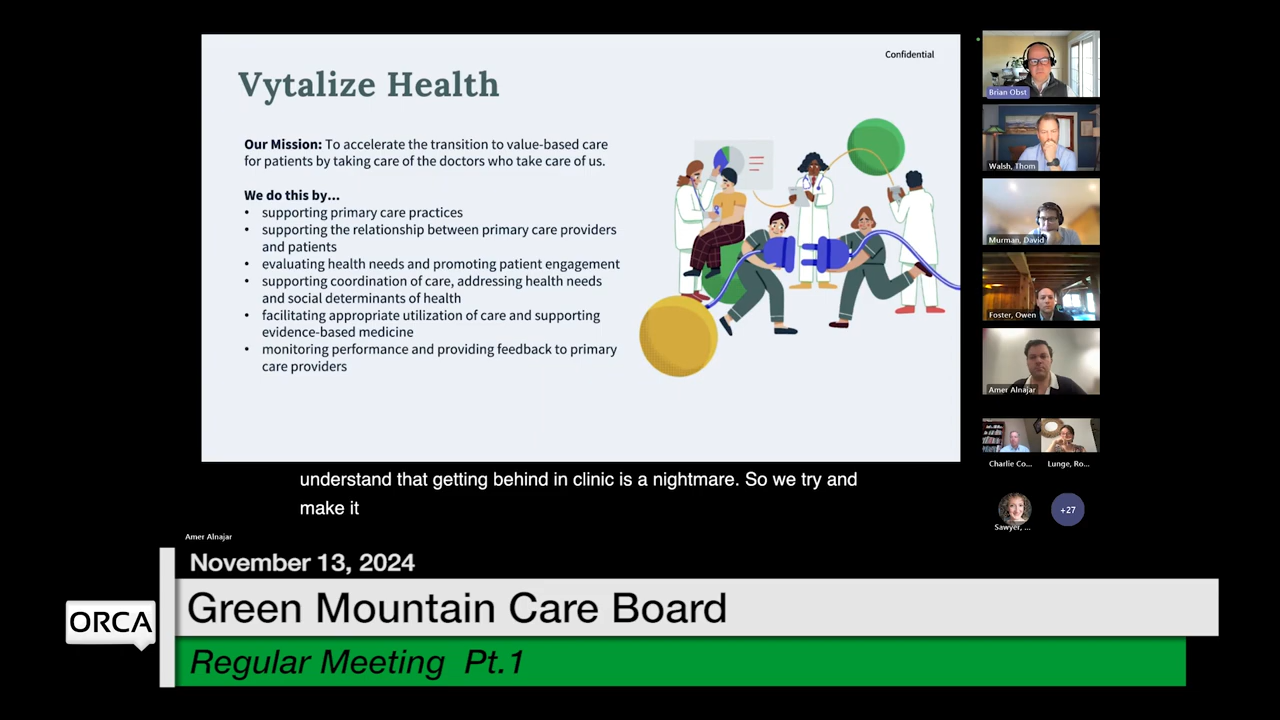 Confidential
Vytalize Health
Our Mission: To accelerate the transition to value-based care
for patients by taking care of the doctors who take care of us.
We do this by...
• supporting primary care practices
• supporting the relationship between primary care providers
and patients
• evaluating health needs and promoting patient engagement
• supporting coordination of care, addressing health needs
and social determinants of health
• facilitating appropriate utilization of care and supporting
evidence-based medicine
• monitoring performance and providing feedback to primary
care providers
Brian Obst
Walsh, Thom
Murman, David
Foster, Owen
Amer Alnajar
Charlie Co...
Lunge, Ro...
Sawyer, ...
+27
understand that getting behind in clinic is a nightmare. So we try and
make it
Amer Alnajar
November 13, 2024
ORCA
Green Mountain Care Board
Regular Meeting Pt.1